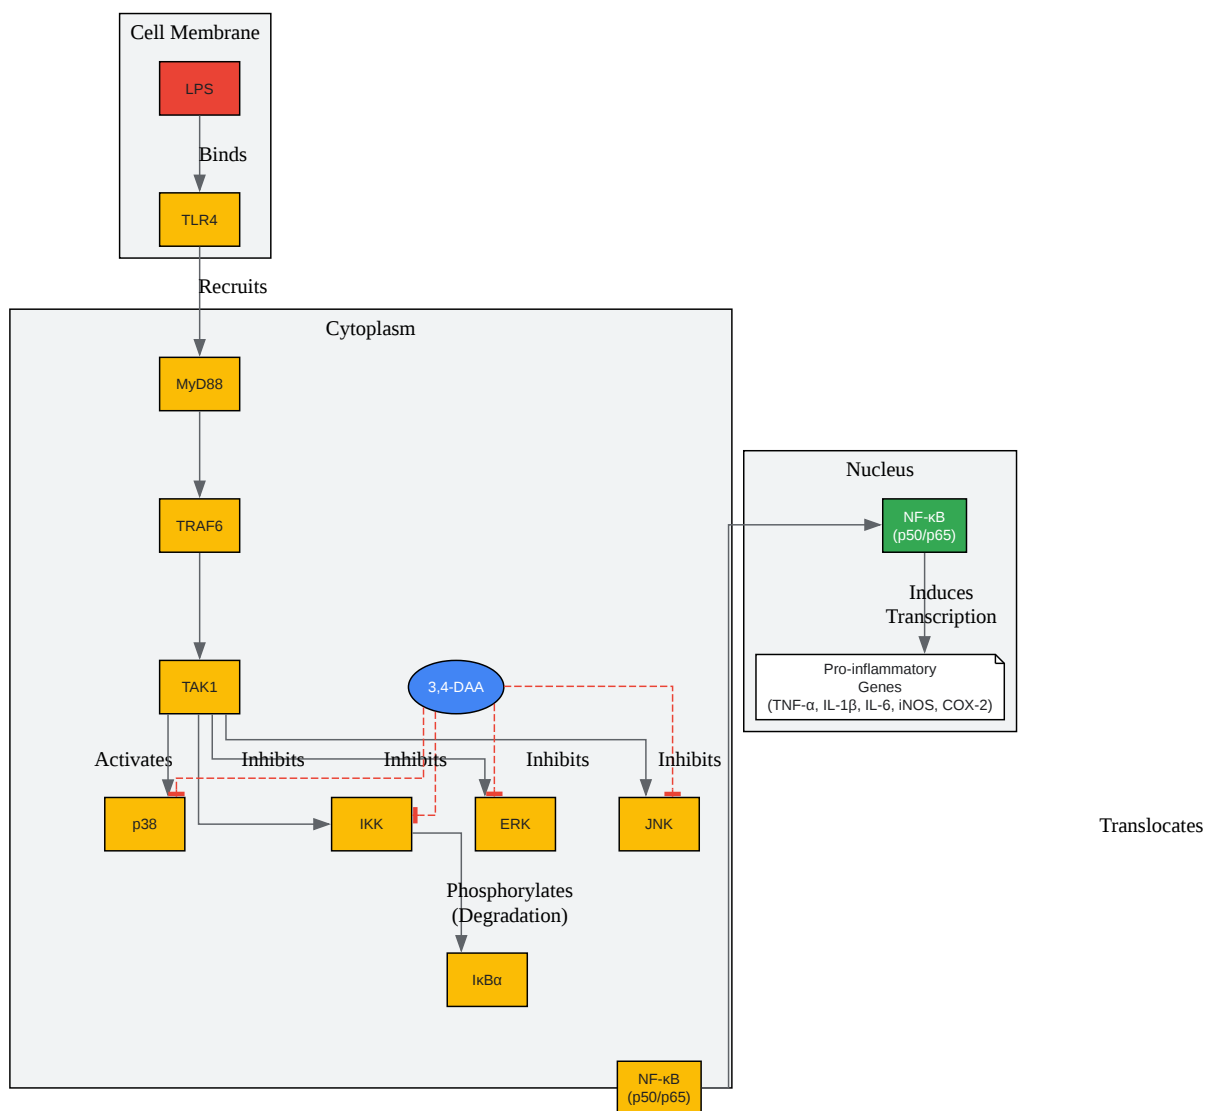 Cell Membrane
LPS
Binds
TLR4
Recruits
Cytoplasm
MyD88
Nucleus
TRAF6
NF-κB
(p50/p65)
Induces
Transcription
TAK1
3,4-DAA
Pro-inflammatory
Genes
(TNF-α, IL-1β, IL-6, iNOS, COX-2)
Activates
Inhibits
Inhibits
Inhibits
Inhibits
p38
IKK
ERK
JNK
Translocates
Phosphorylates
(Degradation)
IκBα
NF-κB
(p50/p65)